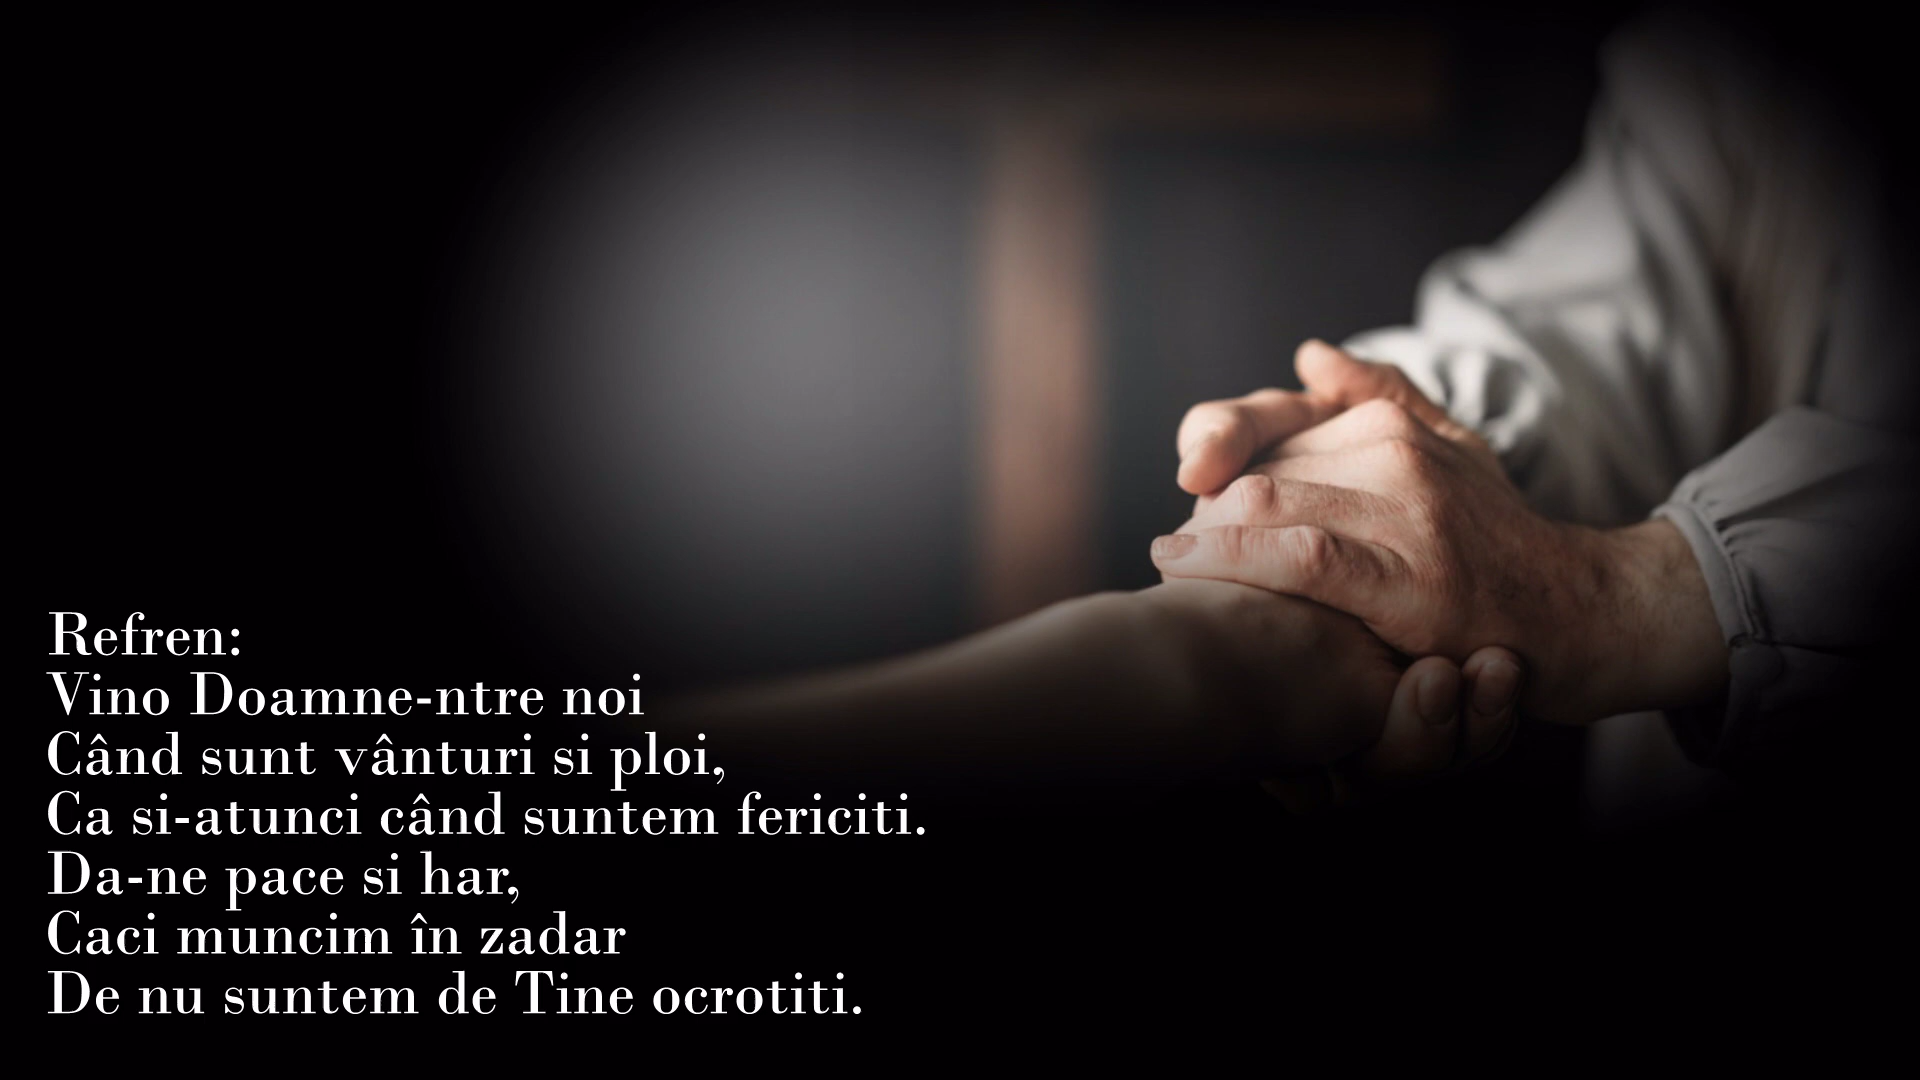 Refren:
Vino Doamne-ntre noi
Când sunt vânturi si ploi,
Ca si-atunci când suntem fericiti.
Da-ne pace si har,
Caci muncim în zadar
De nu suntem de Tine ocrotiti.